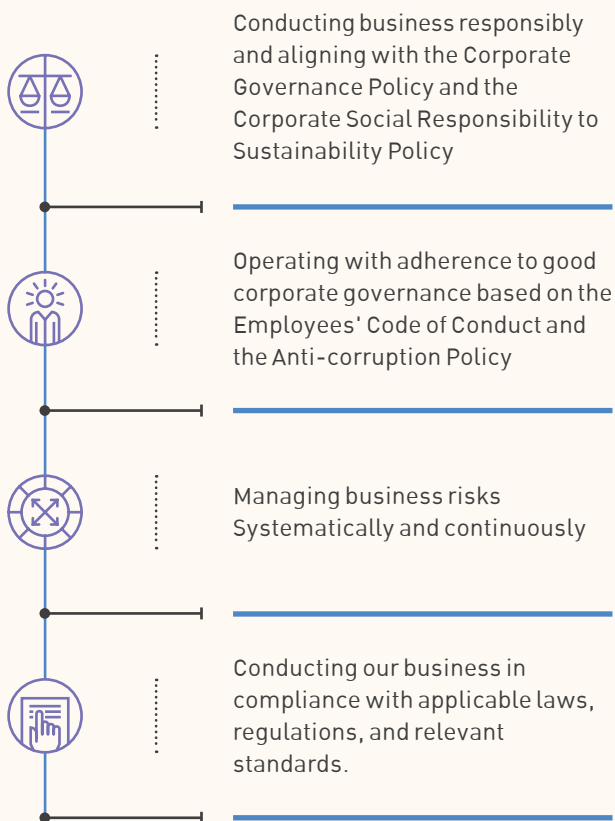 Conducting business responsibly
and aligning with the Corporate
Governance Policy and the
Corporate Social Responsibility to
Sustainability Policy
Operating with adherence to good
corporate governance based on the
Employees' Code of Conduct and
the Anti-corruption Policy
Managing business risks
Systematically and continuously
Conducting our business in
compliance with applicable laws,
regulations, and relevant
standards.